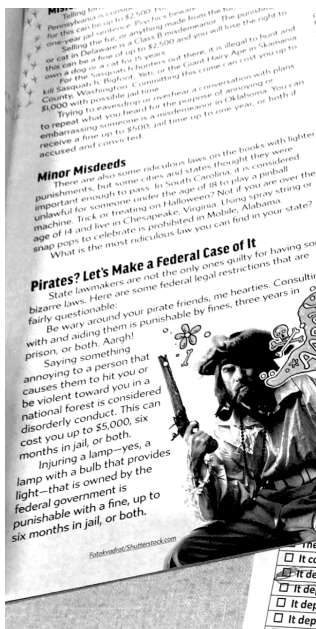 Telling for
Pennsylvania is
for this can be up to $2,500
one-year jail sentence. Psychics beware.
Selling the fur, or anything made from the fur,
or cat in Delaware is a Class B misdemeanor. The punishm
this can be a fine of up to $2,500 and you will lose the right to
own a dog or a cat for 15 years.
For the Sasquatch hunters out there, it is illegal to hunt and
kill Sasquatch, Bigfoot, Yeti, or the Giant Hairy Ape in Skamania
County, Washington. Committing this crime can cost you up to
$1,000 with possible jail time.
Trying to eavesdrop or overhear a conversation with plans
to repeat what you heard for the purpose of annoying or
embarrassing someone is a misdemeanor in Oklahoma. You can
receive a fine up to $500, jail time up to one year, or both if
accused and convicted.
Minor Misdeeds
There are also some ridiculous laws on the books with lighter
punishments, but some cities and states thought they were
important enough to pass. In South Carolina, it is considered
unlawful for someone under the age of 18 to play a pinball
machine. Trick or treating on Halloween? Not if you are over the
age of 14 and live in Chesapeake, Virginia. Using spray string or
snap pops to celebrate is prohibited in Mobile, Alabama.
What is the most ridiculous law you can find in your state?
Pirates? Let's Make a Federal Case of It
State lawmakers are not the only ones guilty for having so
bizarre laws. Here are some federal legal restrictions that are
fairly questionable:
Be wary around your pirate friends, me hearties. Consultin
with and aiding them is punishable by fines, three years in
prison, or both. Aargh!
Saying something
annoying to a person that
causes them to hit you or
be violent toward you in a
national forest is considered
disorderly conduct. This can
cost you up to $5,000, six
months in jail, or both.
Injuring a lamp—yes, a
lamp with a bulb that provides
light—that is owned by the
federal government is
punishable with a fine, up to
six months in jail, or both.
Fotokvadrat/Shutterstock.com
The
It co
It de
It de
It dep
It dep